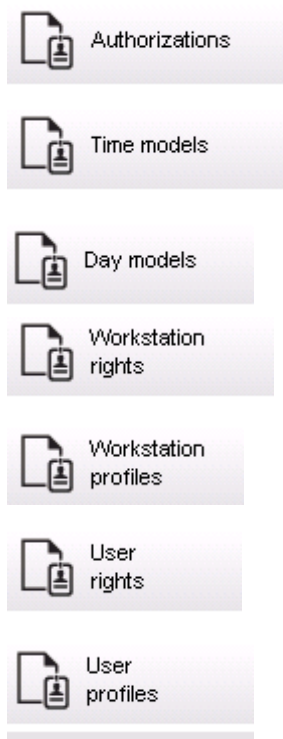 Authorizations
Time models
Day models
Workstation
rights
Workstation
profiles
User
rights
User
profiles